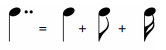 = + +